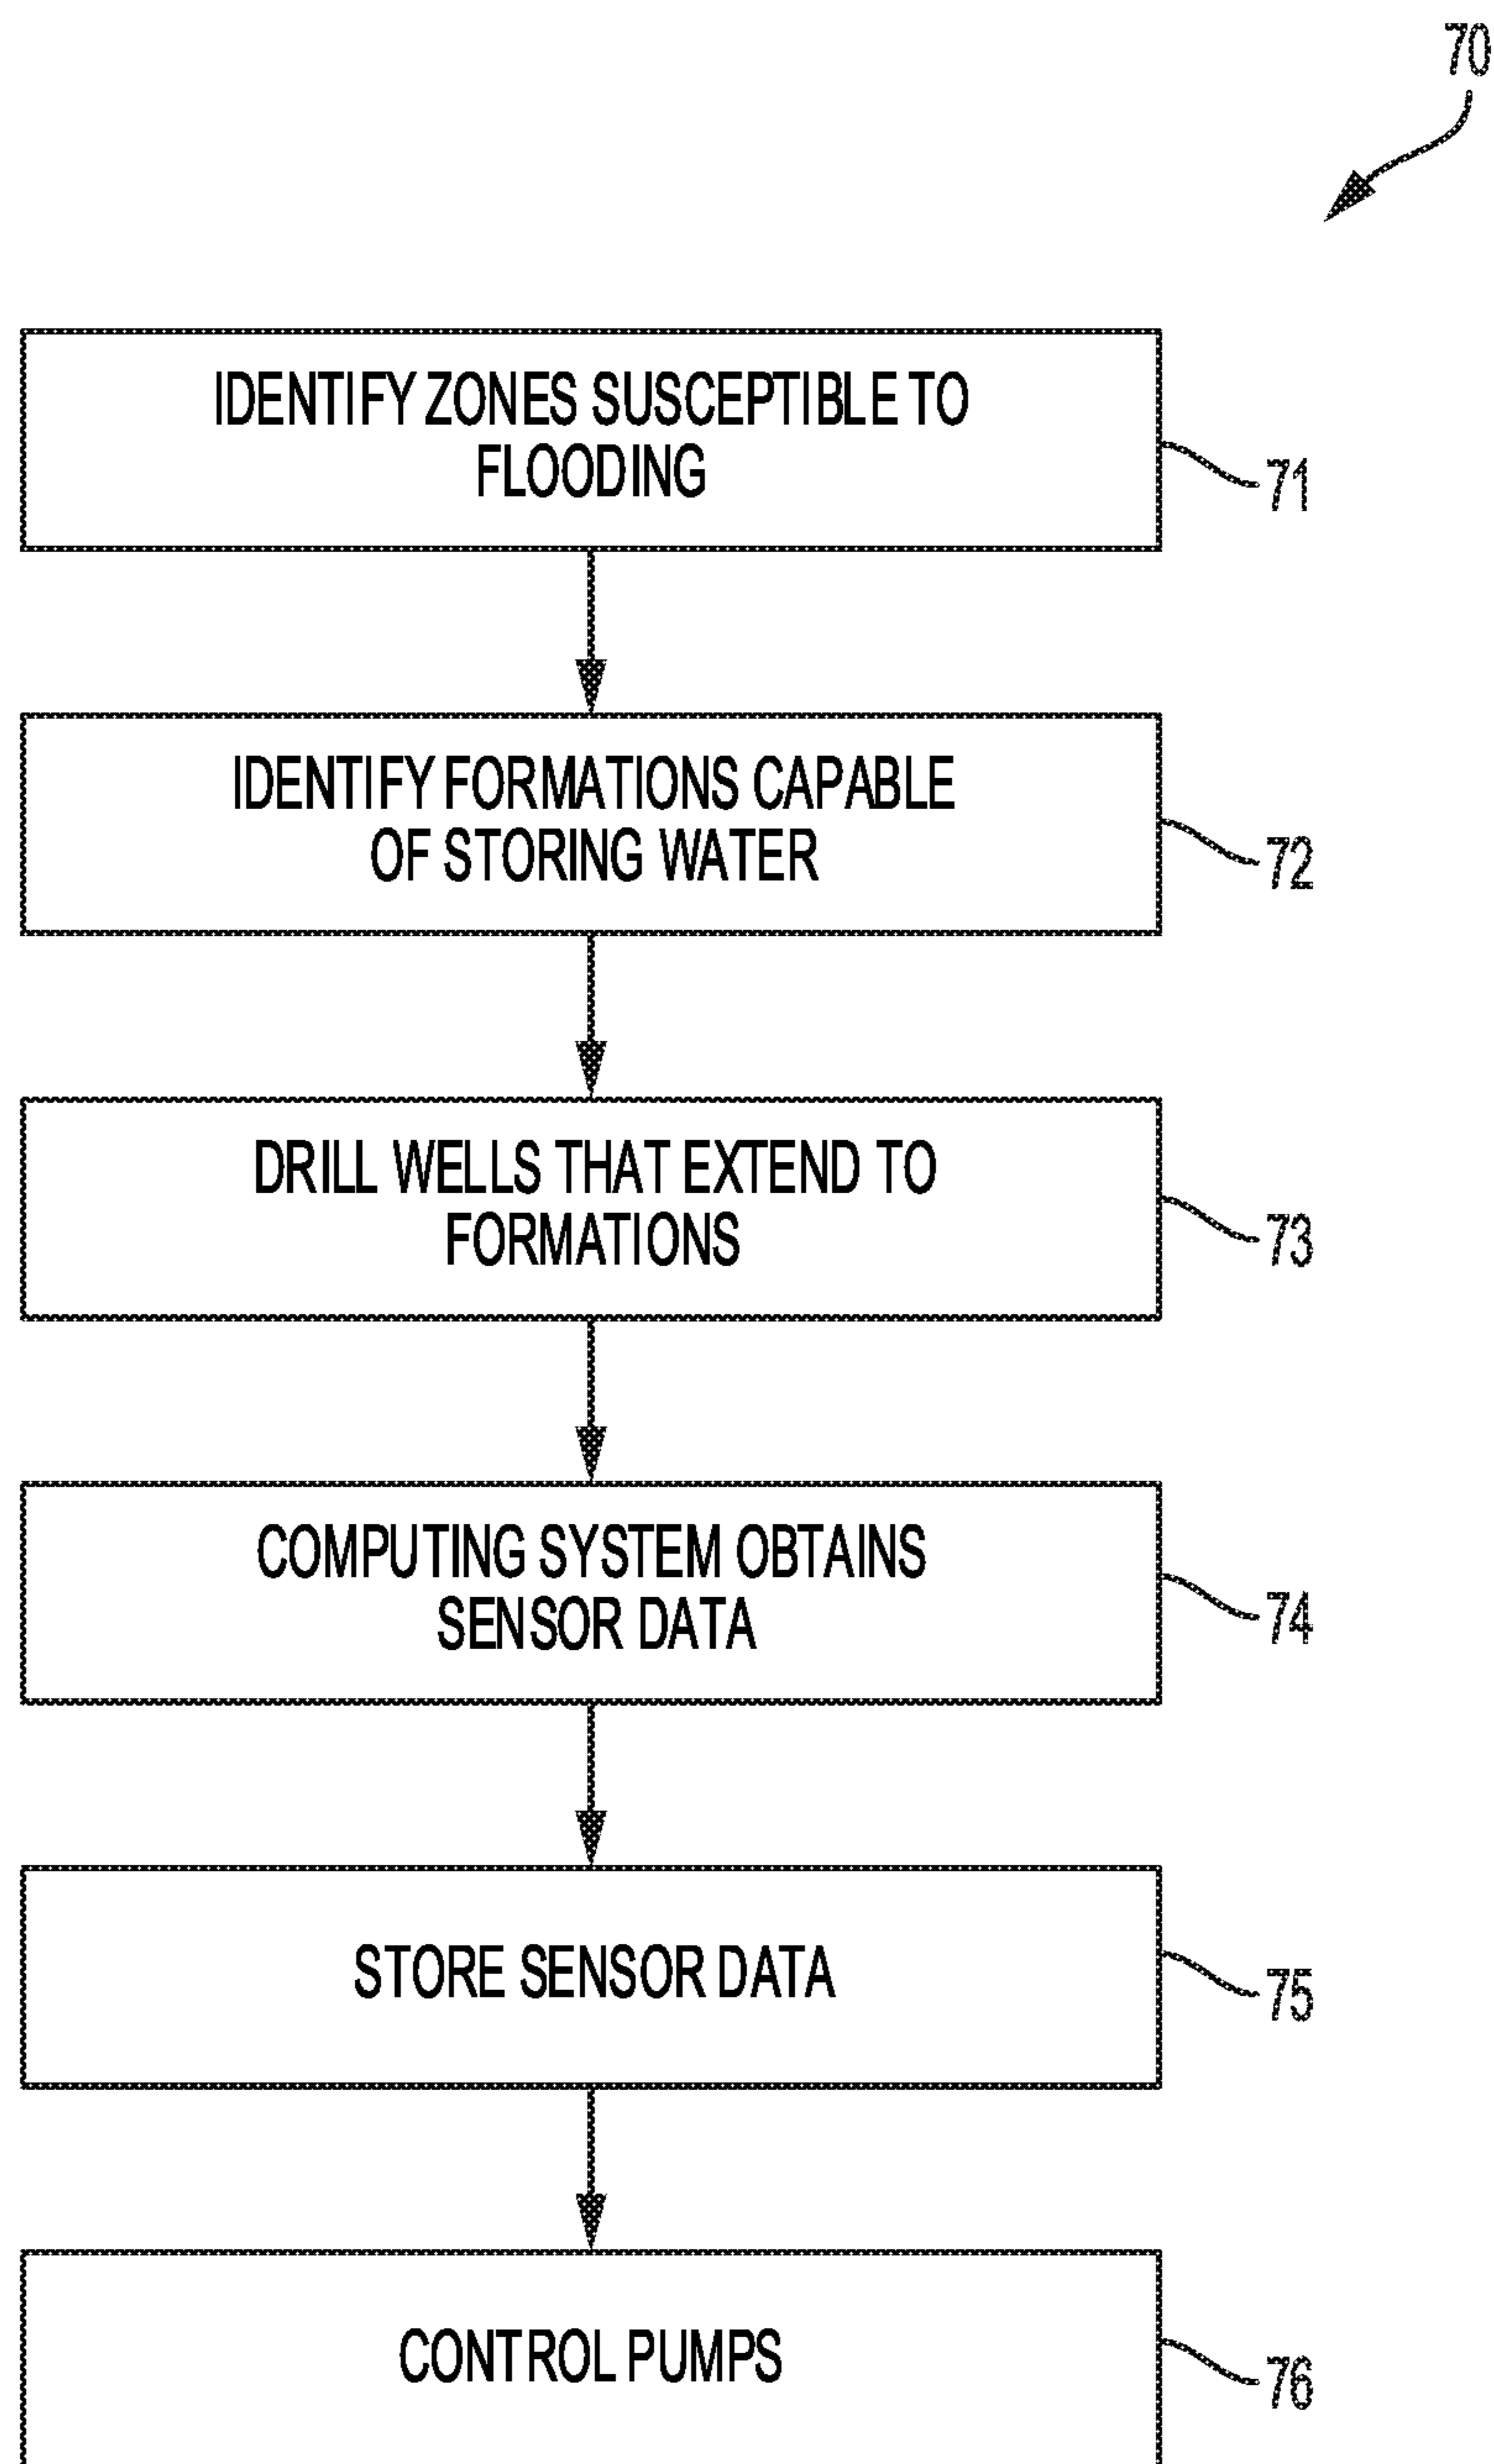 70
IDENTIFY ZONES SUSCEPTIBLE TO
FLOODING
71
IDENTIFY FORMATIONS CAPABLE
OF STORING WATER
72
DRILL WELLS THAT EXTEND TO
FORMATIONS
73
COMPUTING SYSTEM OBTAINS
SENSOR DATA
74
STORE SENSOR DATA
75
CONTROL PUMPS
76